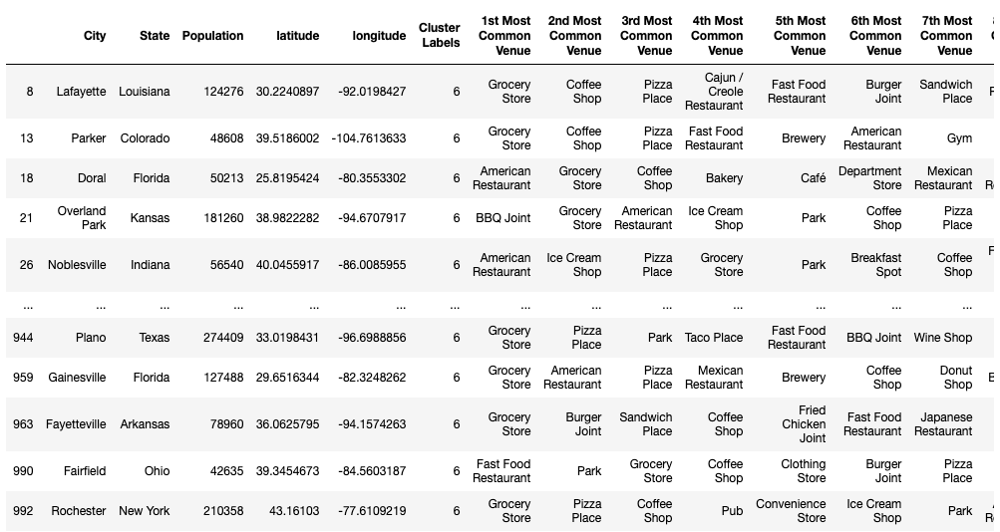 City State Population latitude longitude Cluster Labels 1st Most Common Venue 2nd Most Common Venue 3rd Most Common Venue 4th Most Common Venue 5th Most Common Venue 6th Most Common Venue 7th Most Common Venue
8 Lafayette Louisiana 124276 30.2240897 -92.0198427 6 Grocery Store Coffee Shop Pizza Place Cajun / Creole Restaurant Fast Food Restaurant Burger Joint Sandwich Place
13 Parker Colorado 48608 39.5186002 -104.7613633 6 Grocery Store Coffee Shop Pizza Place Fast Food Restaurant Brewery American Restaurant Gym
18 Doral Florida 50213 25.8195424 -80.3553302 6 American Restaurant Grocery Store Coffee Shop Bakery Café Department Store Mexican Restaurant
21 Overland Park Kansas 181260 38.9822282 -94.6707917 6 BBQ Joint Grocery Store American Restaurant Ice Cream Shop Park Coffee Shop Pizza Place
26 Noblesville Indiana 56540 40.0455917 -86.0085955 6 American Restaurant Ice Cream Shop Pizza Place Grocery Store Park Breakfast Spot Coffee Shop
... ... ... ... ... ... ... ... ... ... ... ... ... ...
944 Plano Texas 274409 33.0198431 -96.6988856 6 Grocery Store Pizza Place Park Taco Place Fast Food Restaurant BBQ Joint Wine Shop
959 Gainesville Florida 127488 29.6516344 -82.3248262 6 Grocery Store American Restaurant Pizza Place Mexican Restaurant Brewery Coffee Shop Donut Shop
963 Fayetteville Arkansas 78960 36.0625795 -94.1574263 6 Grocery Store Burger Joint Sandwich Place Coffee Shop Fried Chicken Joint Fast Food Restaurant Japanese Restaurant
990 Fairfield Ohio 42635 39.3454673 -84.5603187 6 Fast Food Restaurant Park Grocery Store Coffee Shop Clothing Store Burger Joint Pizza Place
992 Rochester New York 210358 43.16103 -77.6109219 6 Grocery Store Pizza Place Coffee Shop Pub Convenience Store Ice Cream Shop Park